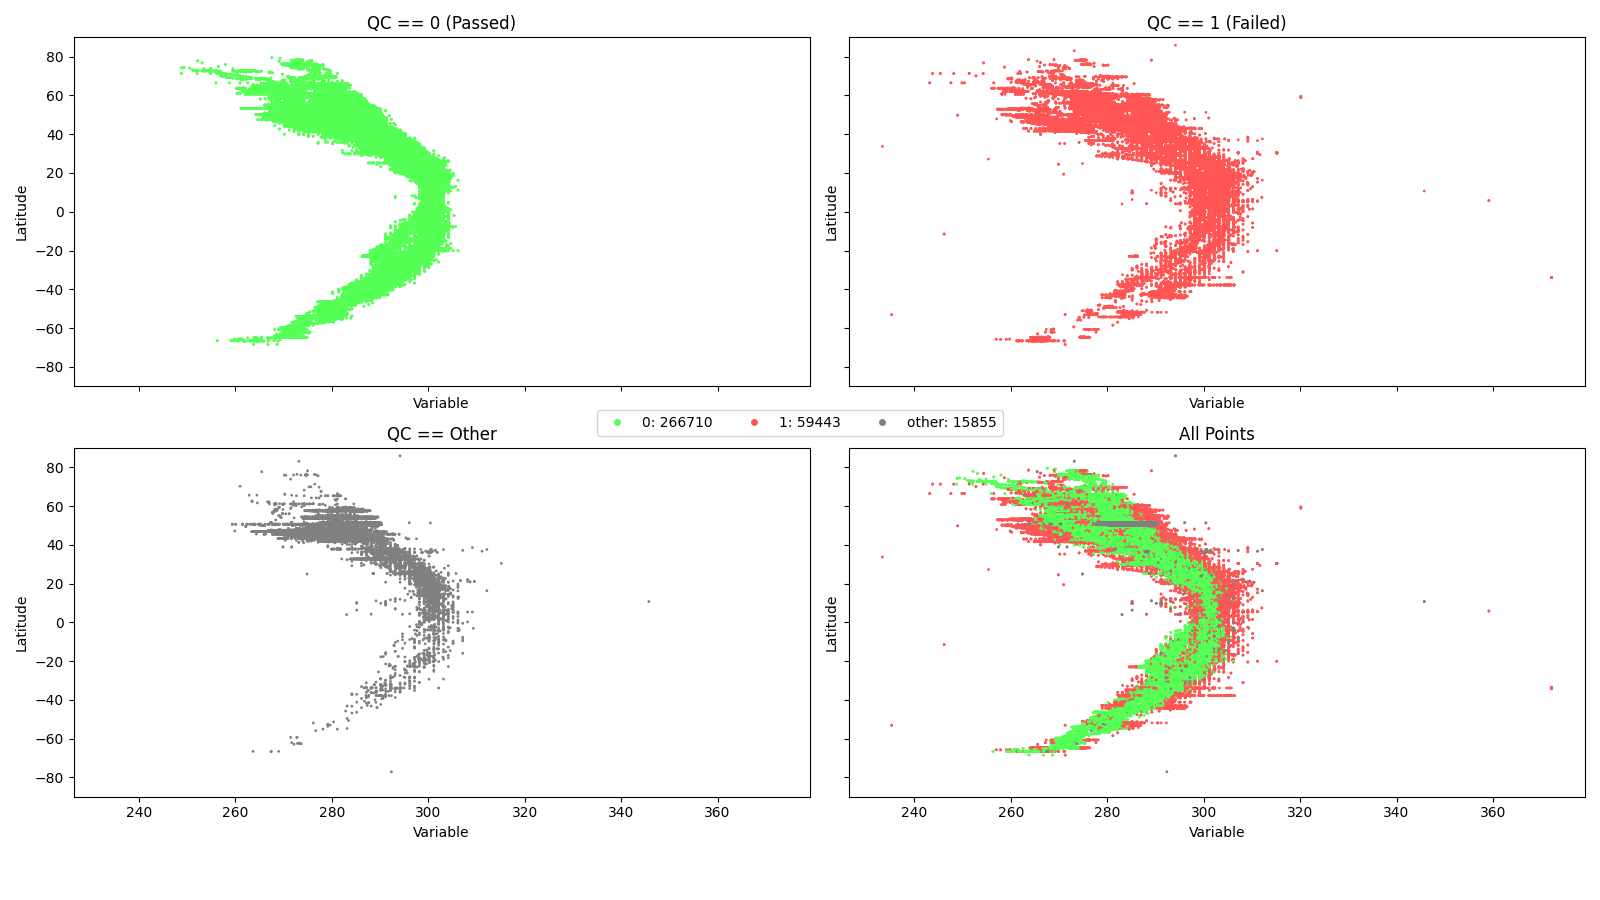 QC == 0 (Passed)
QC == 1 (Failed)
80
60
40
20
0
−20
−40
−60
−80
Latitude
Latitude
Variable
Variable
0: 266710
1: 59443
other: 15855
QC == Other
All Points
80
60
40
20
0
−20
−40
−60
−80
Latitude
Latitude
240
260
280
300
320
340
360
240
260
280
300
320
340
360
Variable
Variable